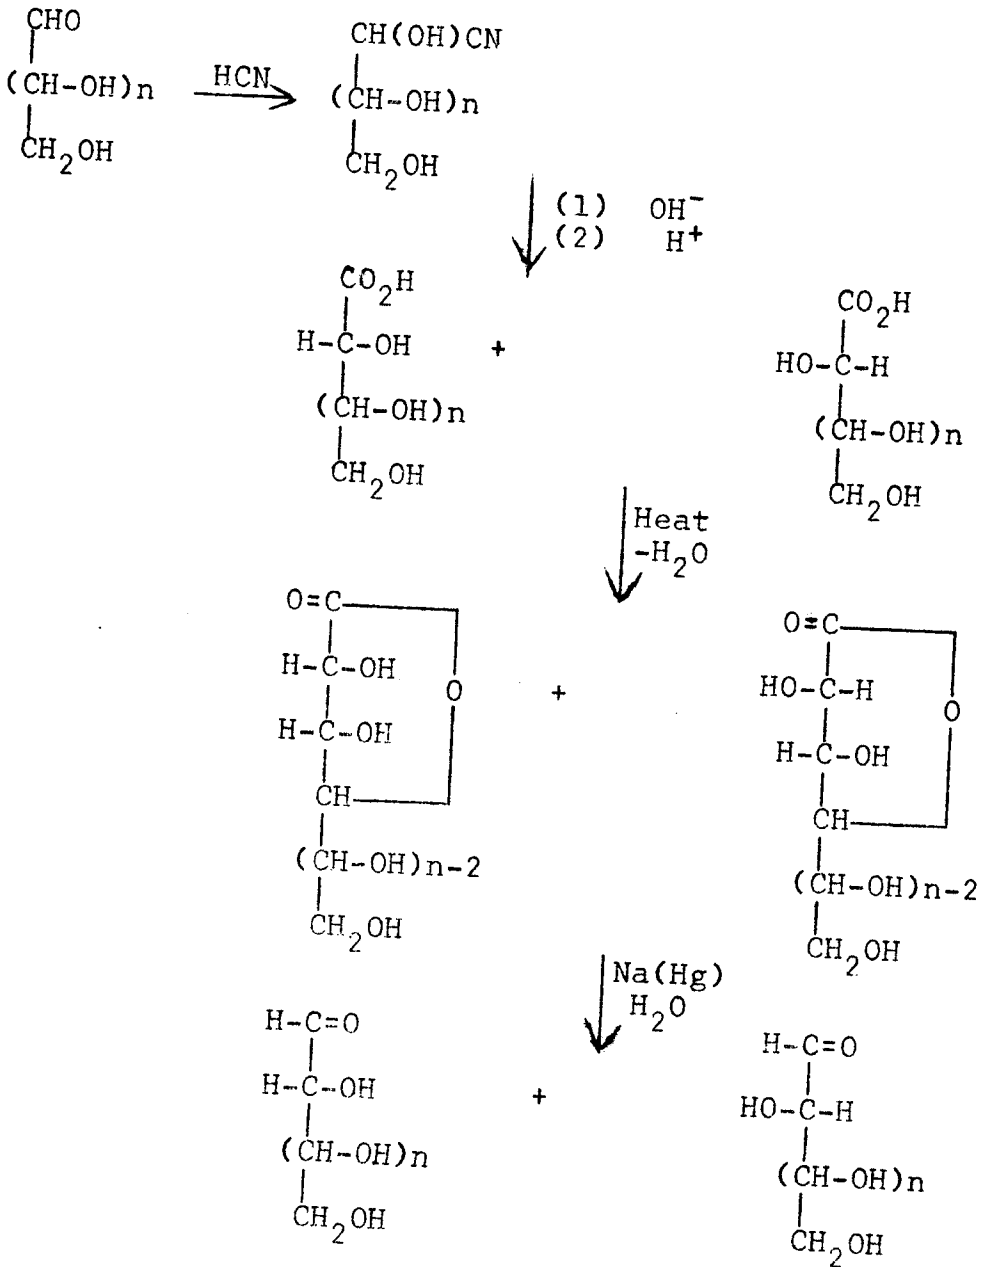 CHO
(CH-OH)n
CH₂OH
HCN
CH(OH)CN
(CH-OH)n
CH₂OH
(1) OH⁻
(2) H⁺
CO₂H
H-C-OH
(CH-OH)n
CH₂OH
+
CO₂H
HO-C-H
(CH-OH)n
CH₂OH
Heat
-H₂O
O=C
H-C-OH
O
H-C-OH
CH
(CH-OH)n-2
CH₂OH
+
O=C
HO-C-H
O
H-C-OH
CH
(CH-OH)n-2
CH₂OH
Na(Hg)
H₂O
H-C=O
H-C-OH
(CH-OH)n
CH₂OH
+
H-C=O
HO-C-H
(CH-OH)n
CH₂OH